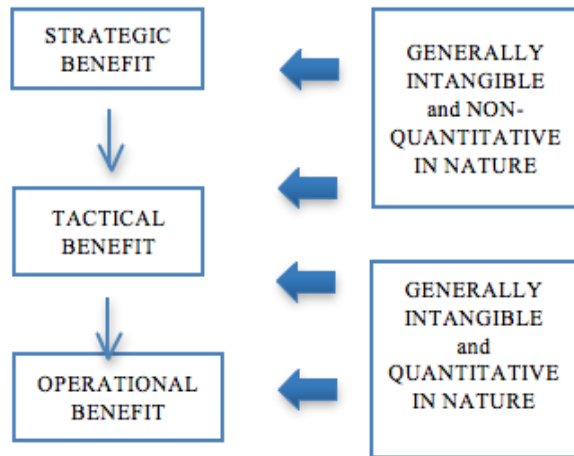 STRATEGIC
BENEFIT
GENERALLY
INTANGIBLE
and NON-
QUANTITATIVE
IN NATURE
TACTICAL
BENEFIT
GENERALLY
INTANGIBLE
and
QUANTITATIVE
IN NATURE
OPERATIONAL
BENEFIT